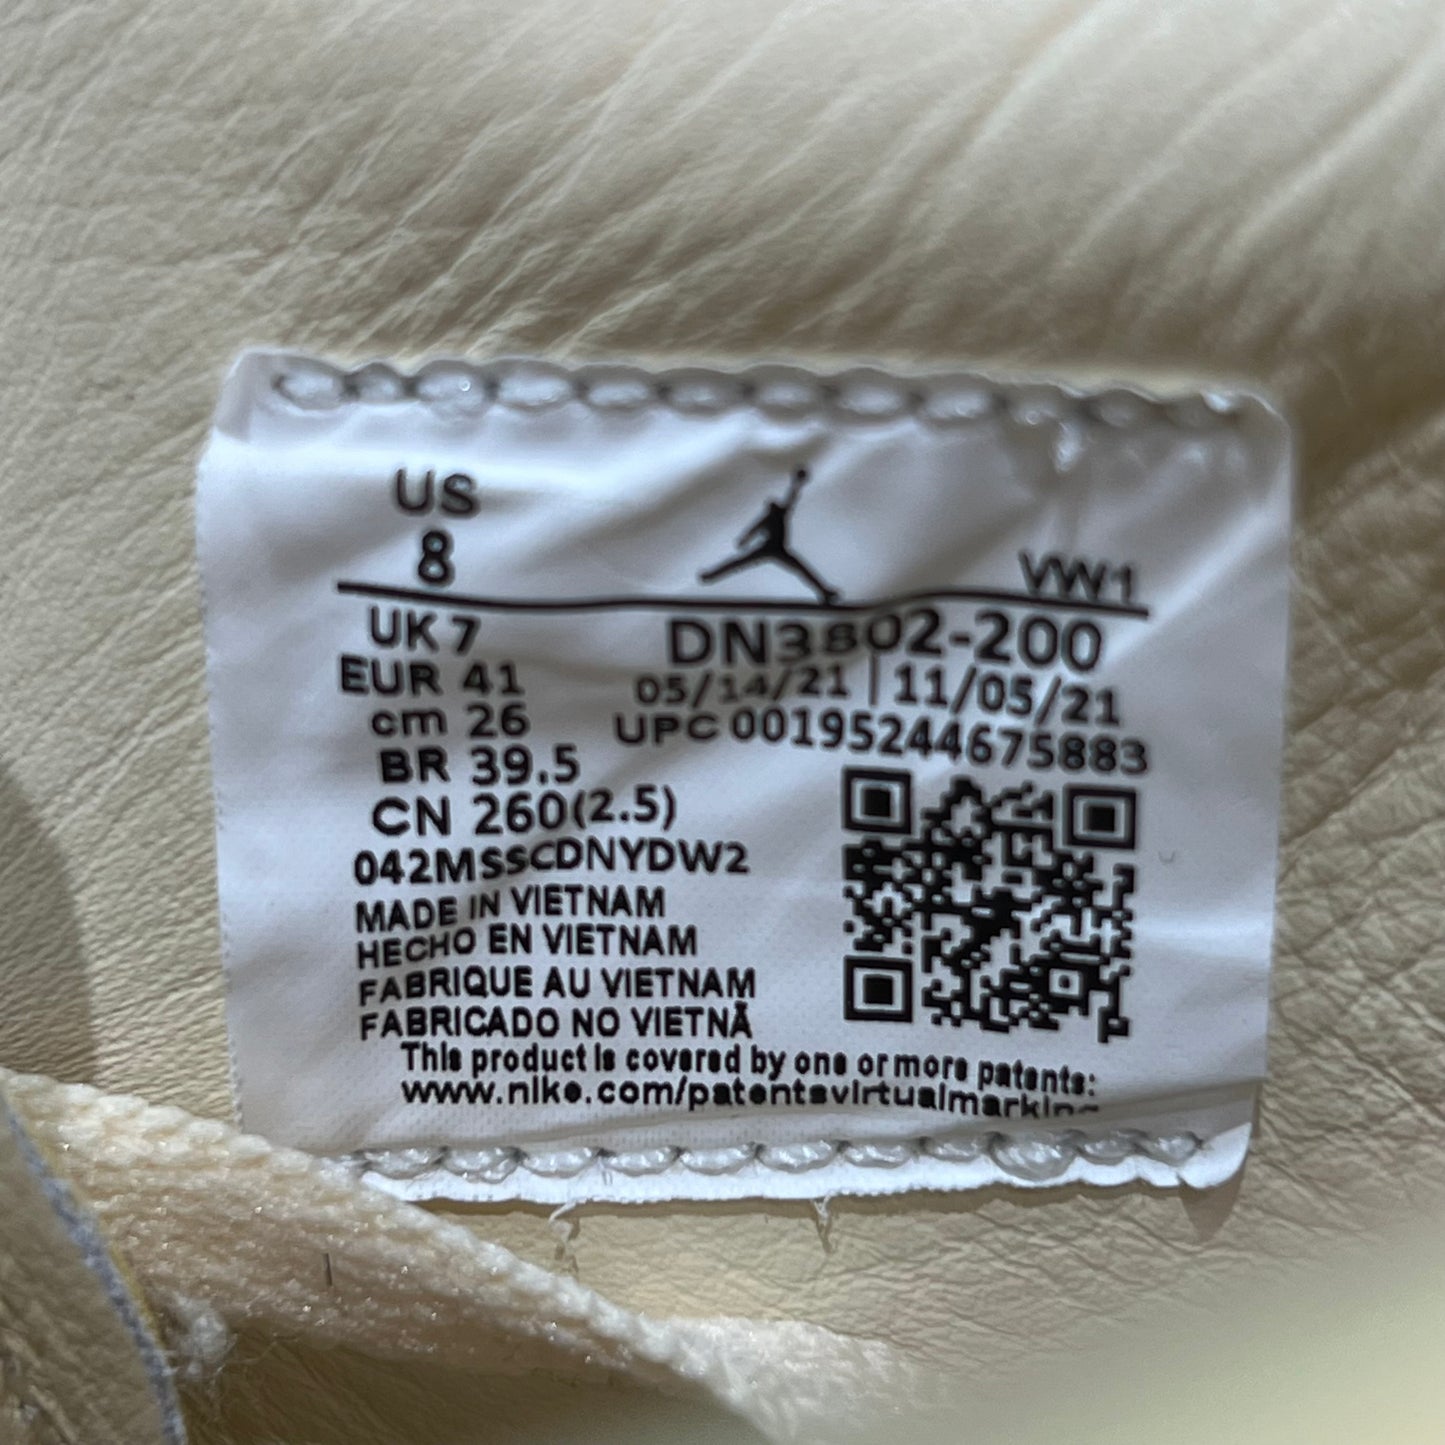 US
8
VW1
UK 7
DN3802-200
EUR 41
05/14/21 | 11/05/21
cm 26
UPC 00195244675883
BR 39.5
CN 260(2.5)
042MSSCDNYDW2
MADE IN VIETNAM
HECHO EN VIETNAM
FABRIQUE AU VIETNAM
FABRICADO NO VIETNÃ
This product is covered by one or more patents:
www.nike.com/patentsvirtualmarking